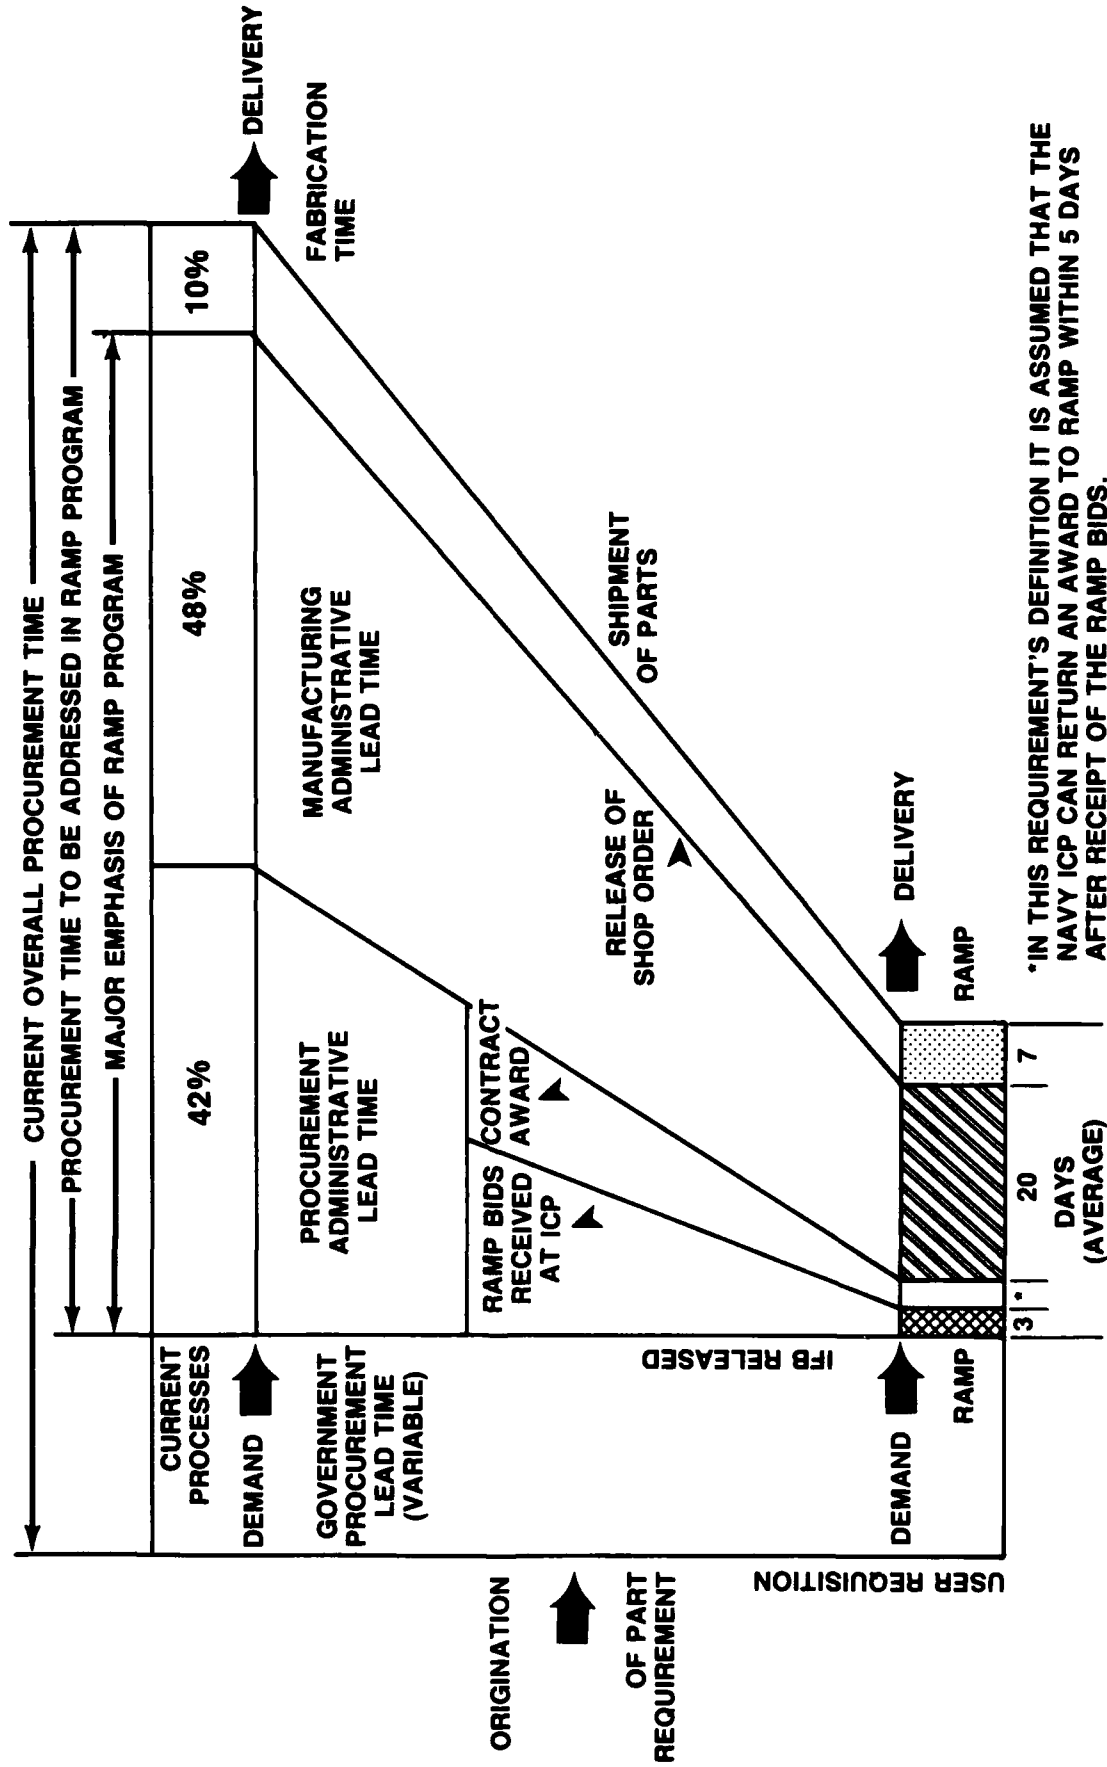 CURRENT OVERALL PROCUREMENT TIME
PROCUREMENT TIME TO BE ADDRESSED IN RAMP PROGRAM
MAJOR EMPHASIS OF RAMP PROGRAM
CURRENT
PROCESSES
42%
48%
10%
DEMAND
DELIVERY
GOVERNMENT
PROCUREMENT
LEAD TIME
(VARIABLE)
PROCUREMENT
ADMINISTRATIVE
LEAD TIME
MANUFACTURING
ADMINISTRATIVE
LEAD TIME
FABRICATION
TIME
ORIGINATION
OF PART
REQUIREMENT
USER REQUISITION
IFB RELEASED
RAMP BIDS
RECEIVED
AT ICP
CONTRACT
AWARD
RELEASE OF
SHOP ORDER
SHIPMENT
OF PARTS
DEMAND
DELIVERY
RAMP
RAMP
3
*
20
7
DAYS
(AVERAGE)
*IN THIS REQUIREMENT'S DEFINITION IT IS ASSUMED THAT THE
NAVY ICP CAN RETURN AN AWARD TO RAMP WITHIN 5 DAYS
AFTER RECEIPT OF THE RAMP BIDS.